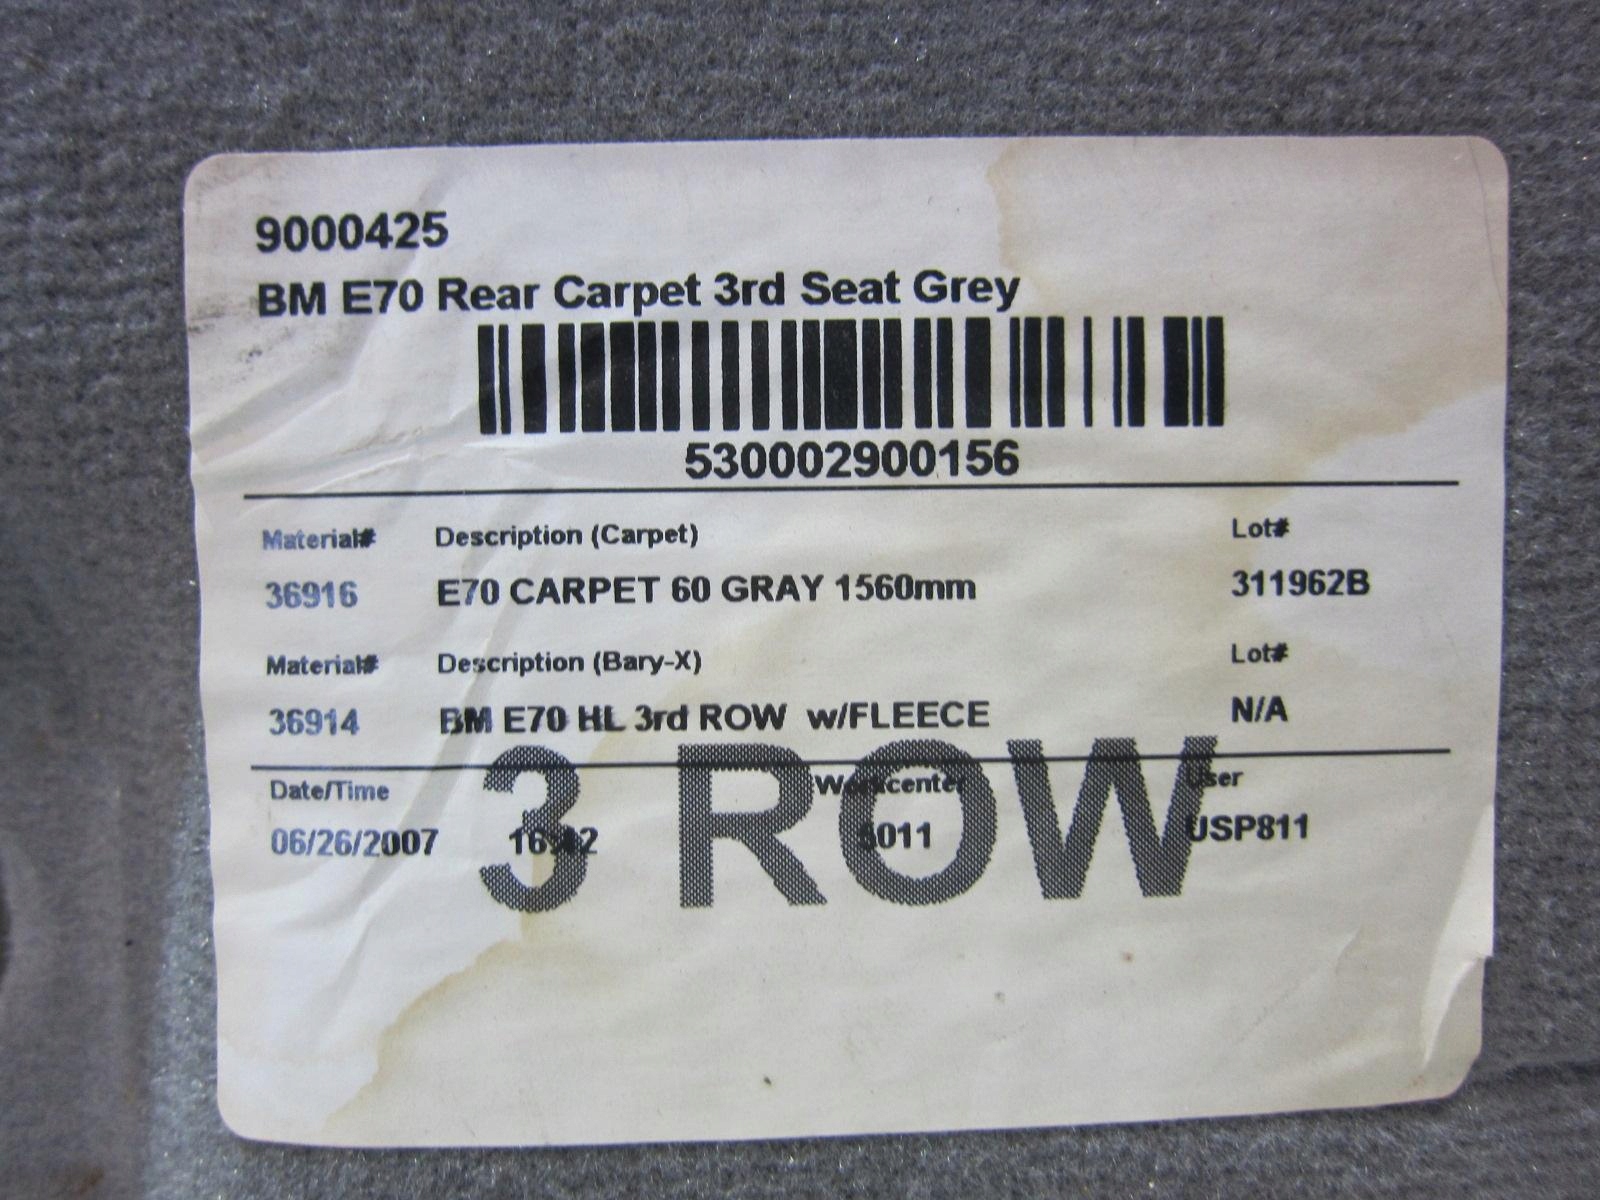 9000425
BM E70 Rear Carpet 3rd Seat Grey
530002900156
Material# Description (Carpet) Lot#
36916 E70 CARPET 60 GRAY 1560mm 311962B
Material# Description (Bary-X) Lot#
36914 BM E70 HL 3rd ROW w/FLEECE N/A
Date/Time Workcenter User
06/26/2007 USP811
3 ROW